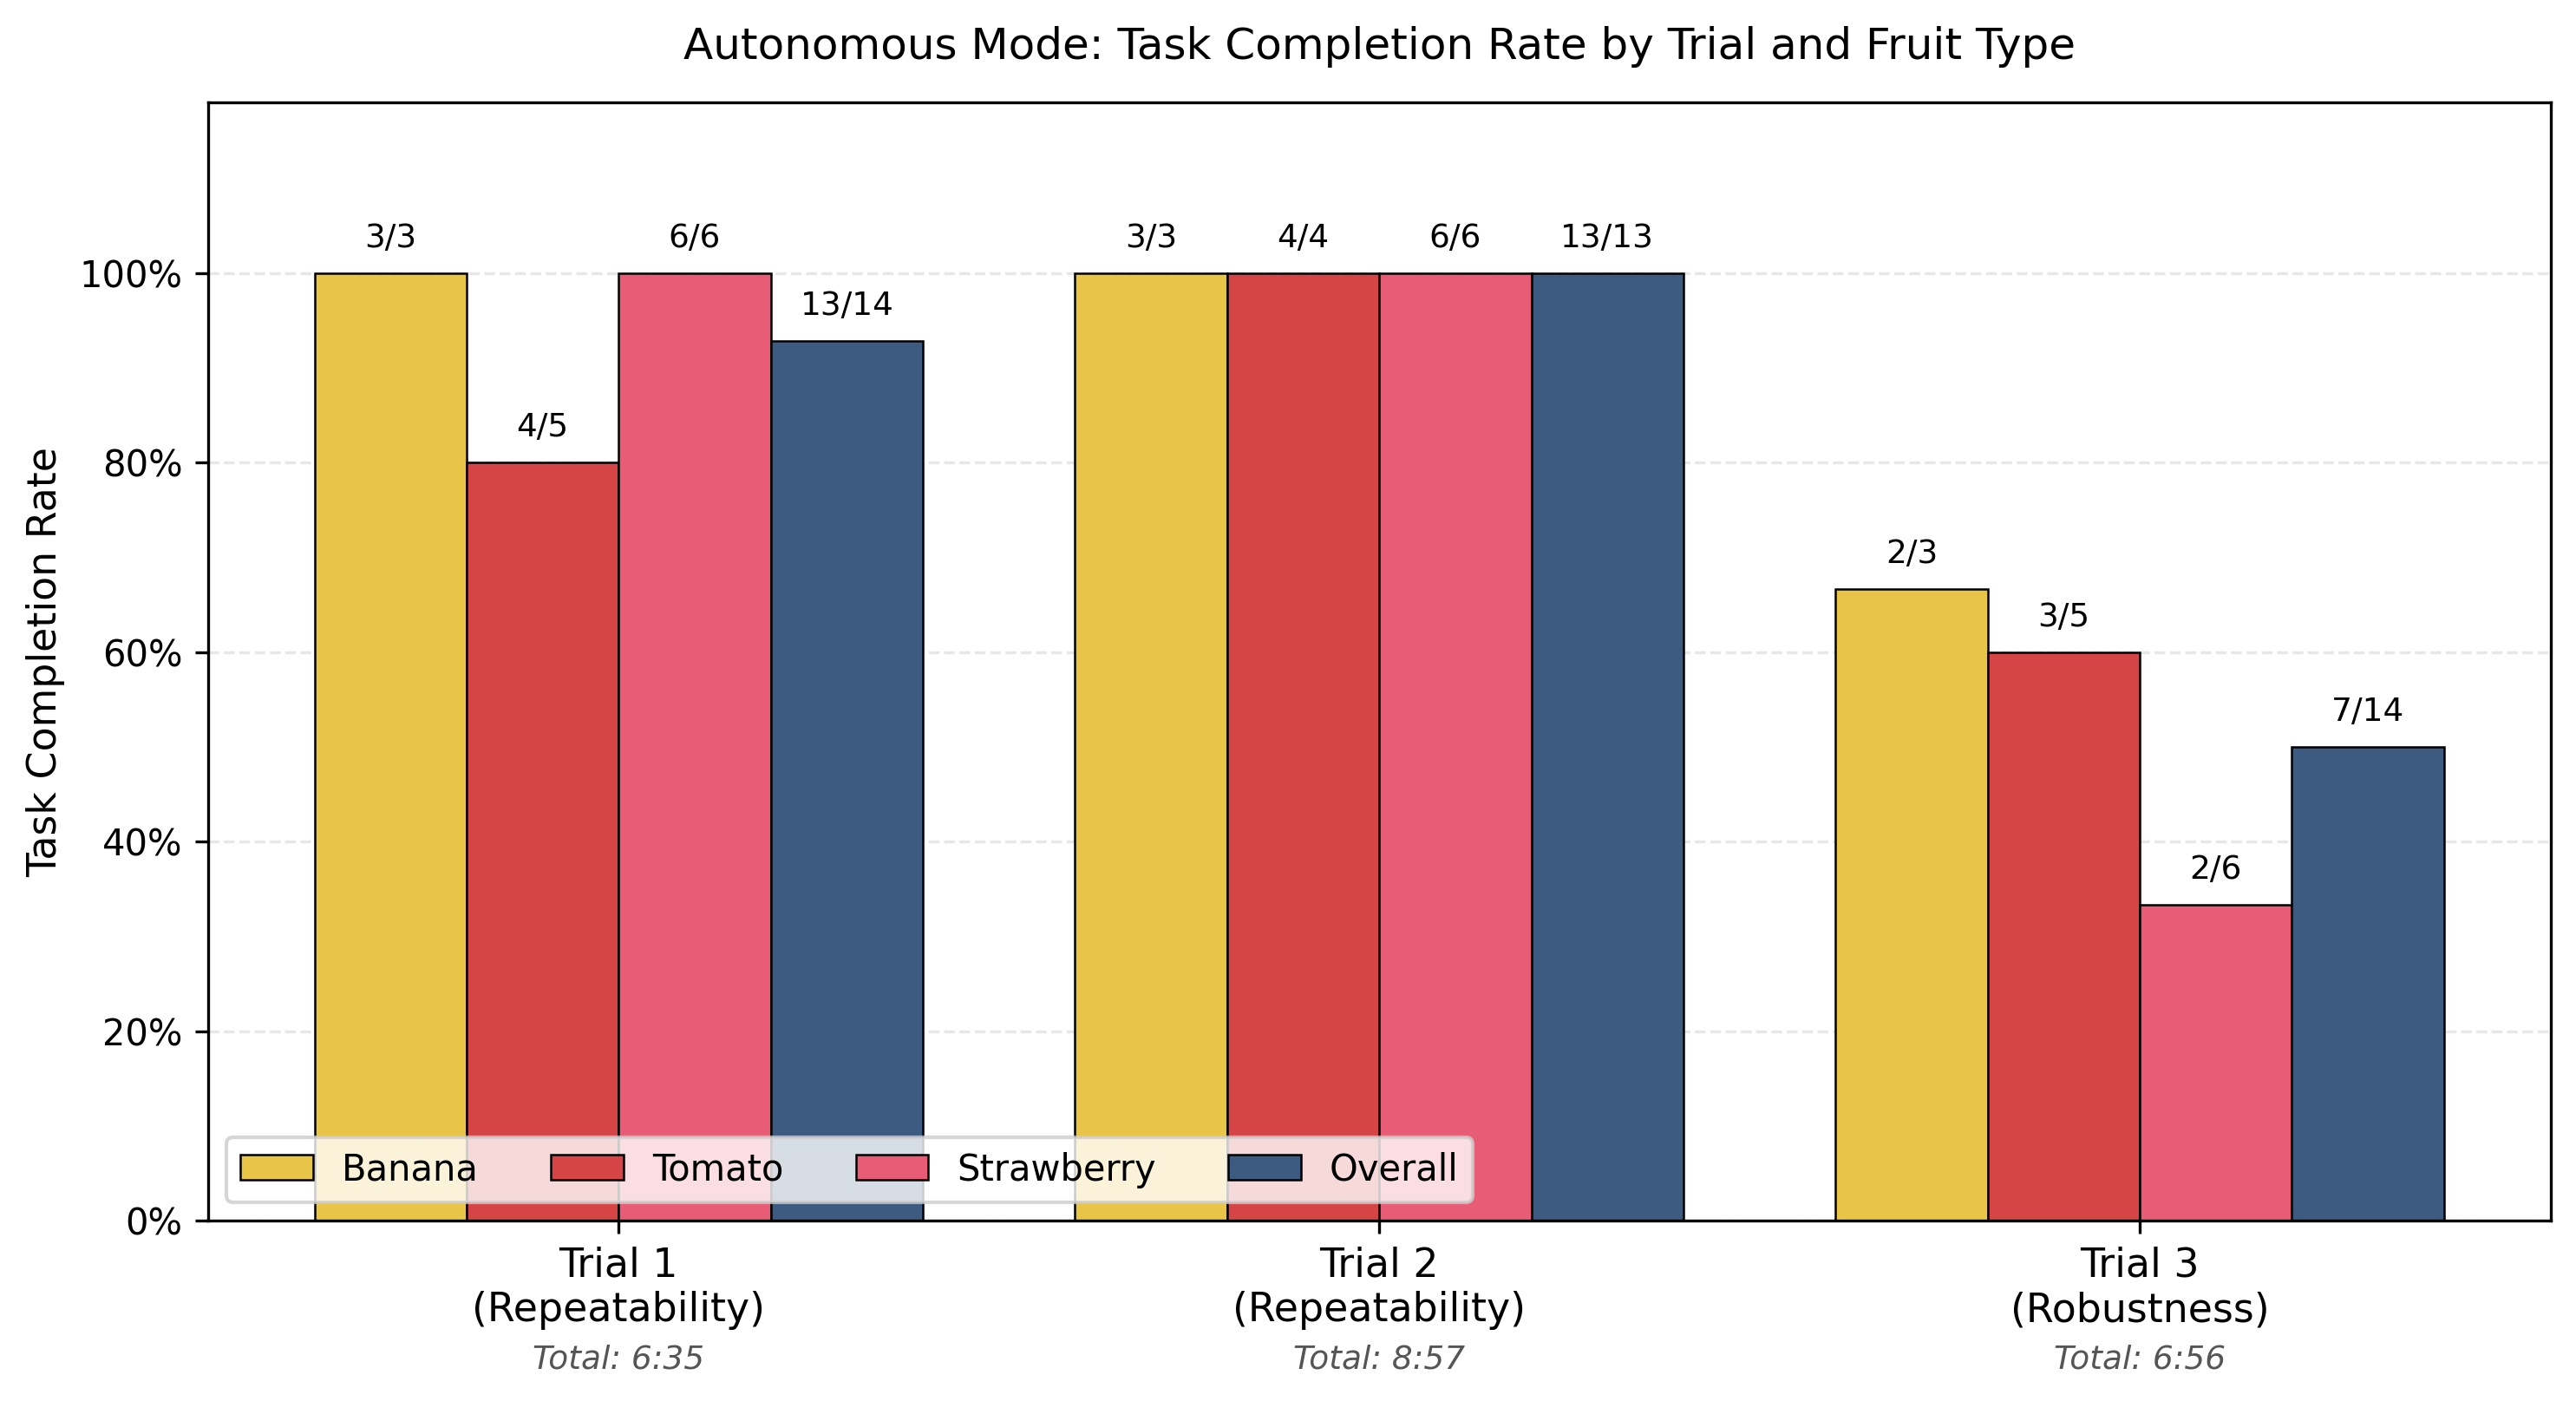 Autonomous Mode: Task Completion Rate by Trial and Fruit Type
Task Completion Rate
100%
80%
60%
40%
20%
0%
3/3
4/5
6/6
13/14
3/3
4/4
6/6
13/13
2/3
3/5
2/6
7/14
Banana
Tomato
Strawberry
Overall
Trial 1
(Repeatability)
Total: 6:35
Trial 2
(Repeatability)
Total: 8:57
Trial 3
(Robustness)
Total: 6:56